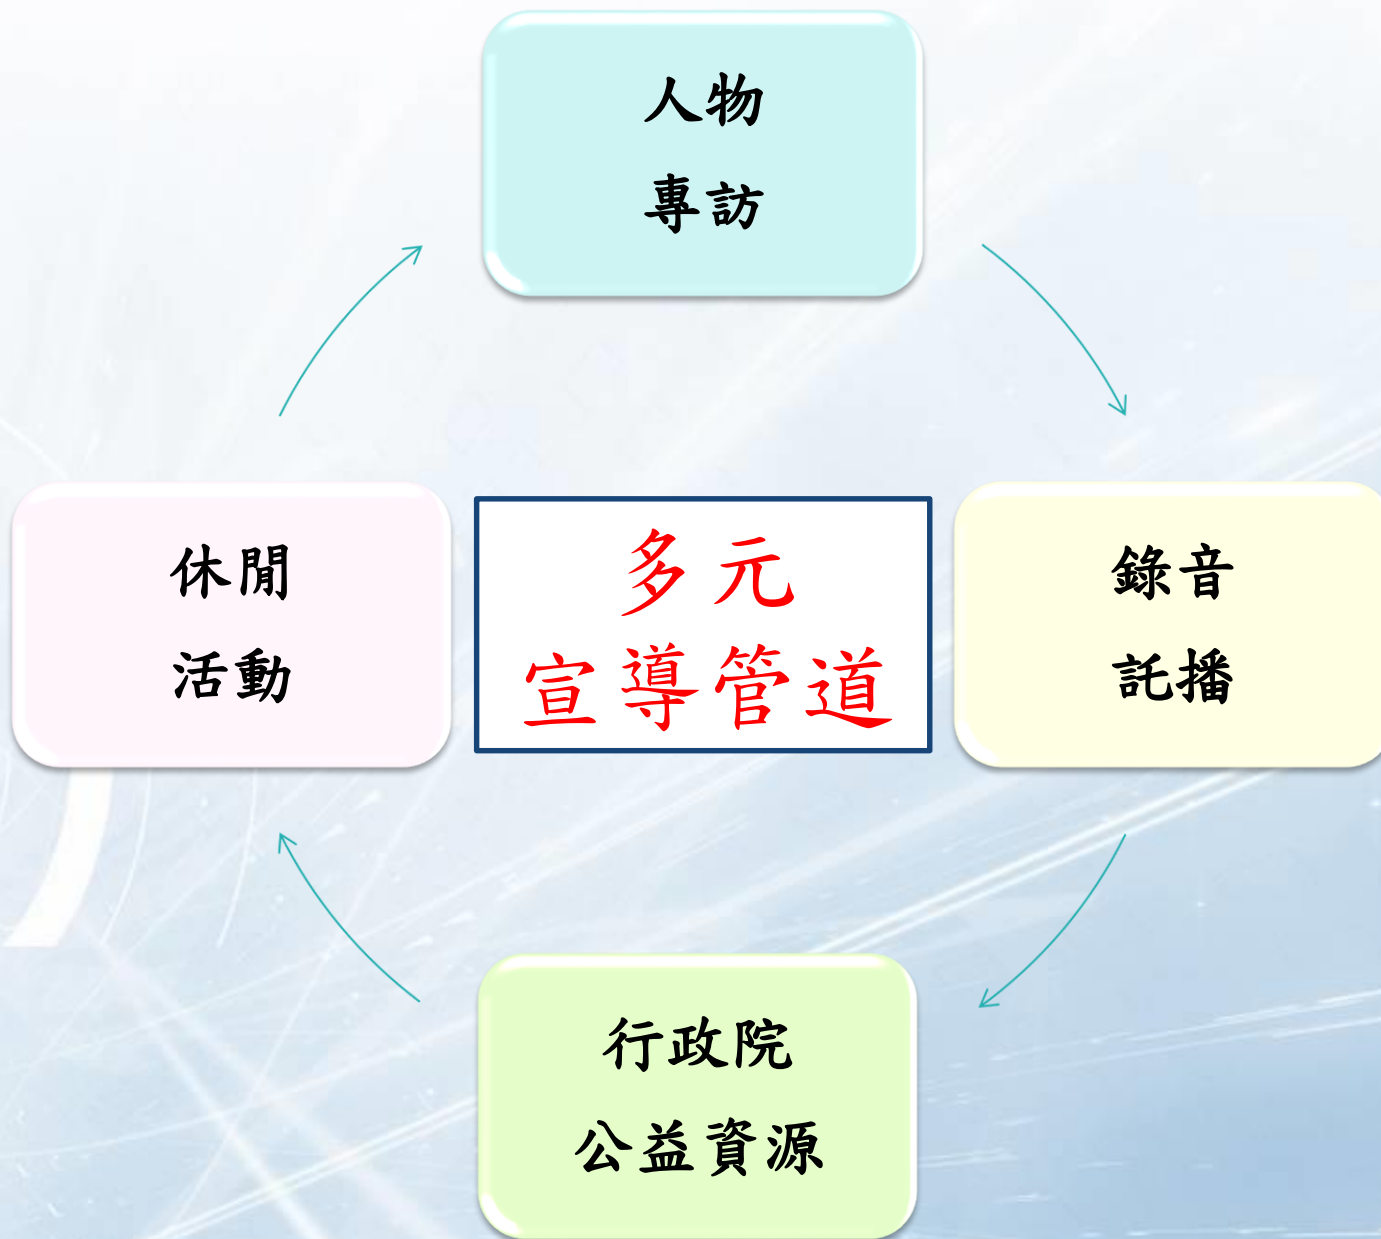 人物
專訪
休閒
活動
多元
宣導管道
錄音
託播
行政院
公益資源